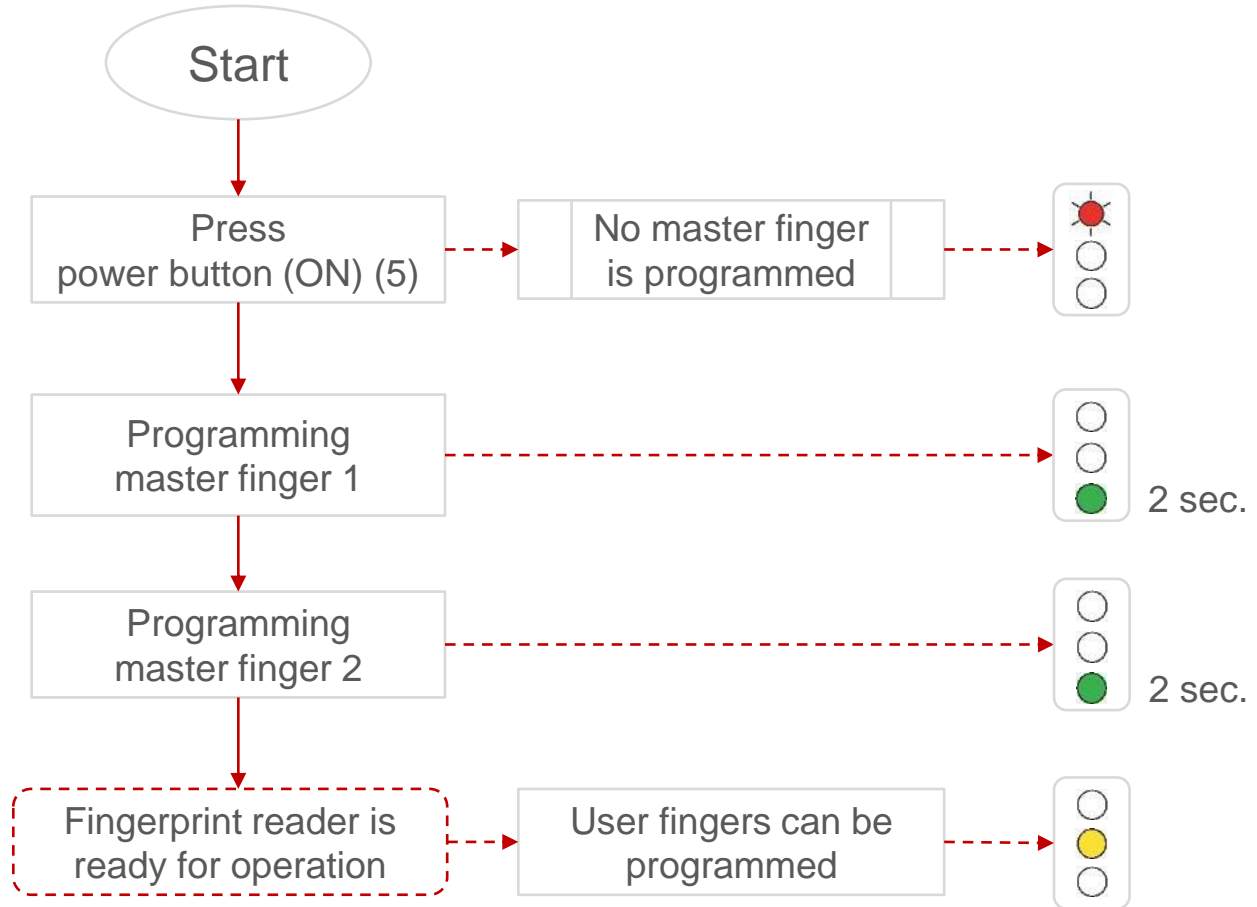 Start
Press
power button (ON) (5)
No master finger
is programmed
Programming
master finger 1
2 sec.
Programming
master finger 2
2 sec.
Fingerprint reader is
ready for operation
User fingers can be
programmed